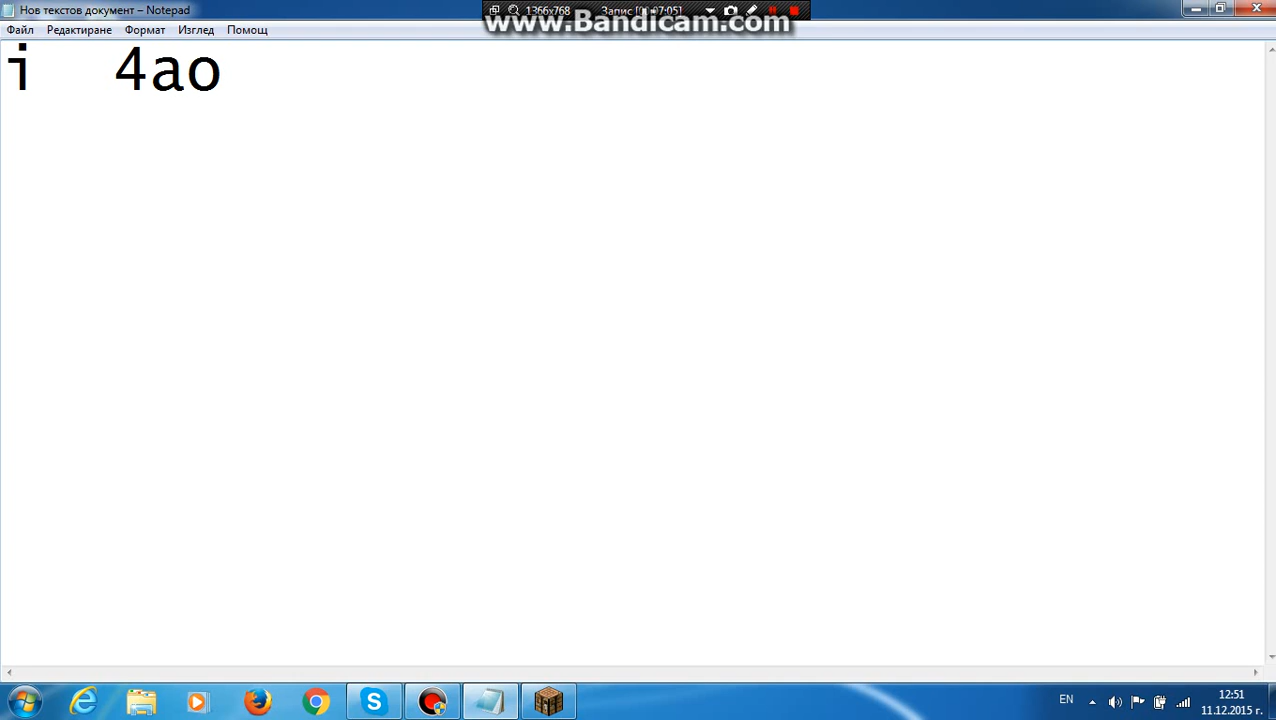 Нов текстов документ – Notepad
1366x768
www.Bandicam.com
Файл Редактиране Формат Изглед Помощ
i 4ao
EN
12:51
11.12.2015 г.